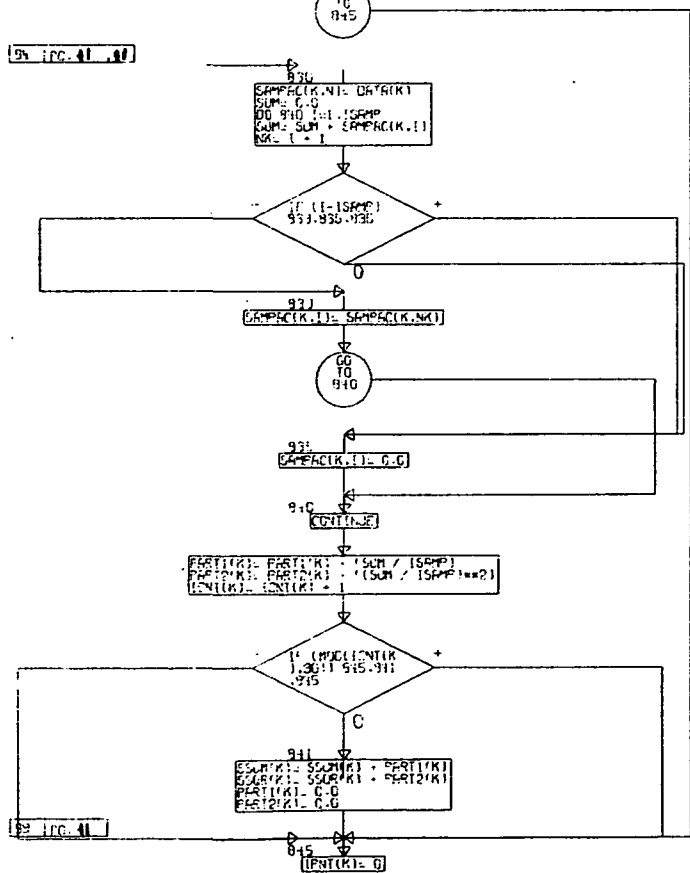 TO
845
930
SAMPAC(K,N)= DATA(K)
SUM= 0.0
DO 940 I=1,ISAMP
SUM= SUM + SAMPAC(K,I)
NK= I + 1
IF (I-ISAMP)
933,935,935
+
0
933
SAMPAC(K,I)= SAMPAC(K,NK)
GO
TO
940
935
SAMPAC(K,I)= 0.0
940
CONTINUE
PART1(K)= PART1(K) + (SUM / ISAMP)
PART2(K)= PART2(K) + ((SUM / ISAMP)**2)
ICNT(K)= ICNT(K) + 1
IF (MOD(ICNT(K
),30)) 945,941
,945
+
0
941
SSUM(K)= SSUM(K) + PART1(K)
SSQR(K)= SSQR(K) + PART2(K)
PART1(K)= 0.0
PART2(K)= 0.0
845
IPNT(K)= 0